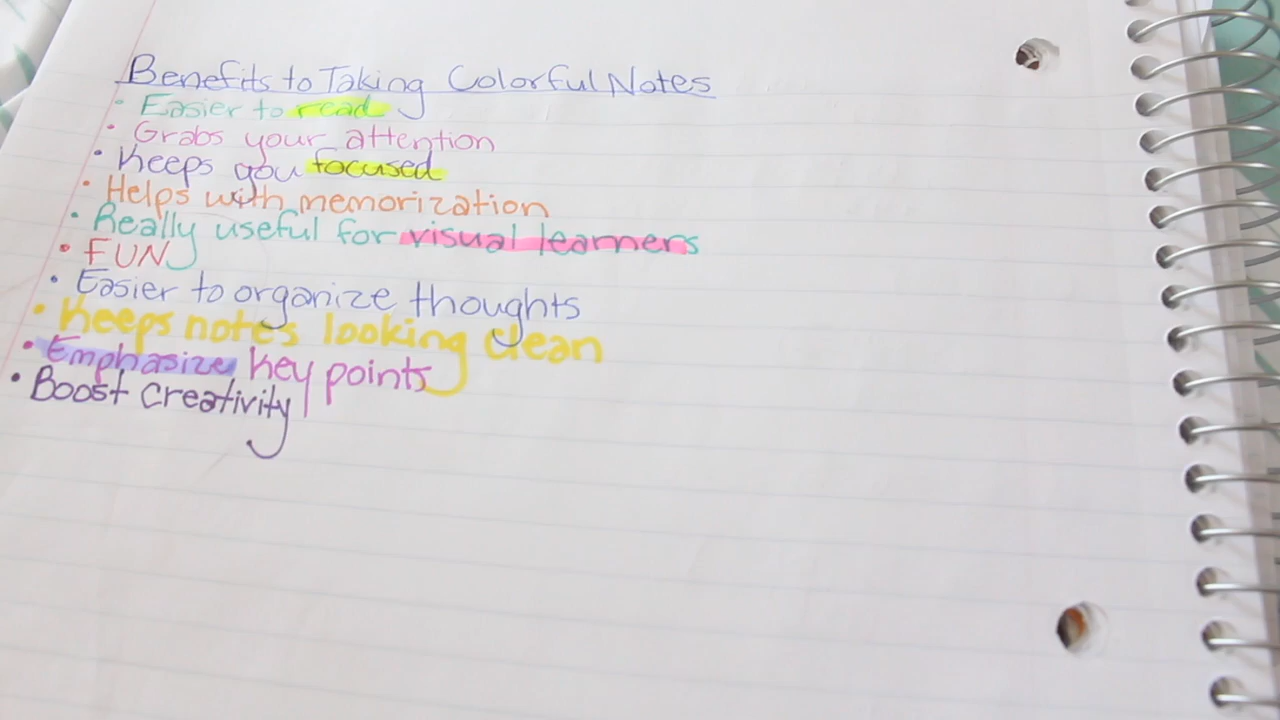 Benefits to Taking Colorful Notes
• Easier to read
• Grabs your attention
• Keeps you focused
• Helps with memorization
• Really useful for visual learners
• FUN
• Easier to organize thoughts
• Keeps notes looking clean
• Emphasize key points
• Boost creativity